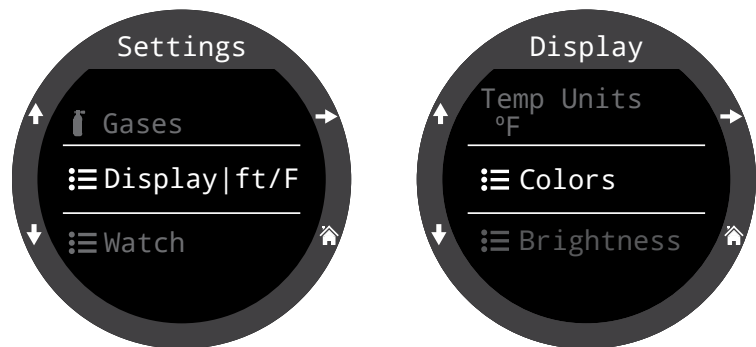 Settings
Gases
Display|ft/F
Watch
Display
Temp Units
ºF
Colors
Brightness